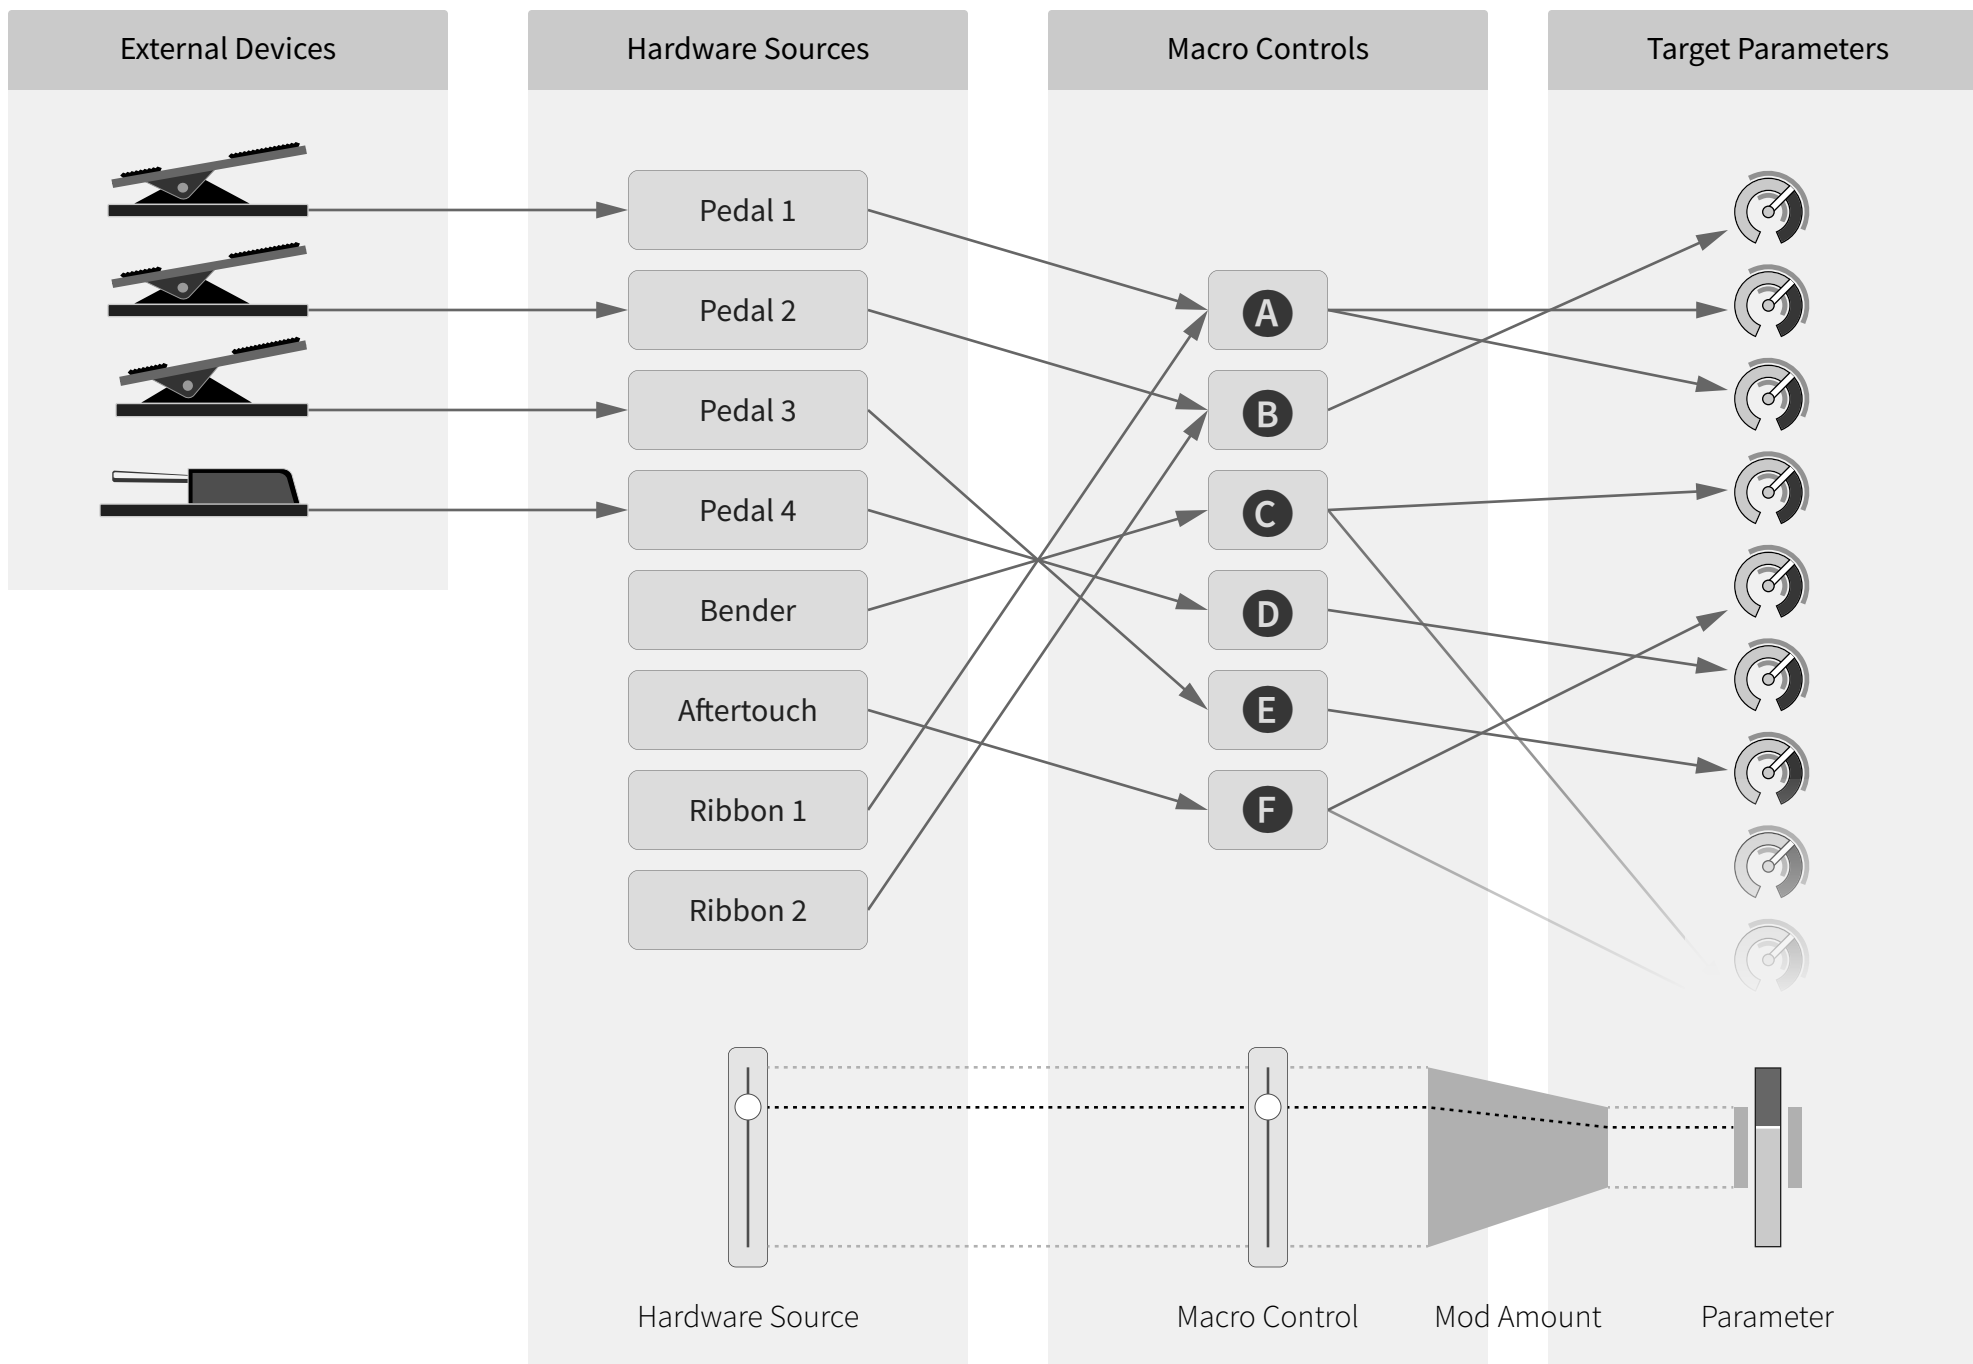 External Devices
Hardware Sources
Macro Controls
Target Parameters
Pedal 1
Pedal 2
Pedal 3
Pedal 4
Bender
Aftertouch
Ribbon 1
Ribbon 2
A
B
C
D
E
F
Hardware Source
Macro Control
Mod Amount
Parameter